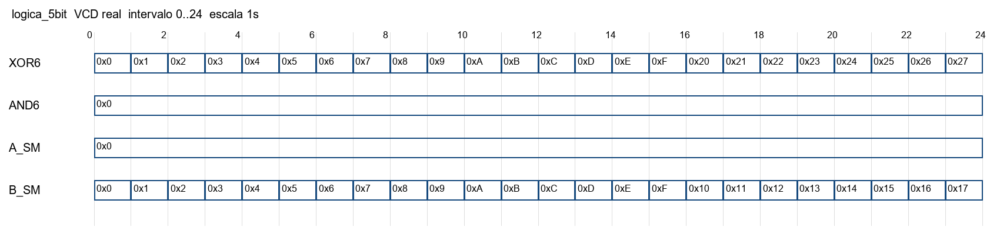 logica_5bit VCD real intervalo 0..24 escala 1s
0 2 4 6 8 10 12 14 16 18 20 22 24
XOR6 0x0 0x1 0x2 0x3 0x4 0x5 0x6 0x7 0x8 0x9 0xA 0xB 0xC 0xD 0xE 0xF 0x20 0x21 0x22 0x23 0x24 0x25 0x26 0x27
AND6 0x0
A_SM 0x0
B_SM 0x0 0x1 0x2 0x3 0x4 0x5 0x6 0x7 0x8 0x9 0xA 0xB 0xC 0xD 0xE 0xF 0x10 0x11 0x12 0x13 0x14 0x15 0x16 0x17